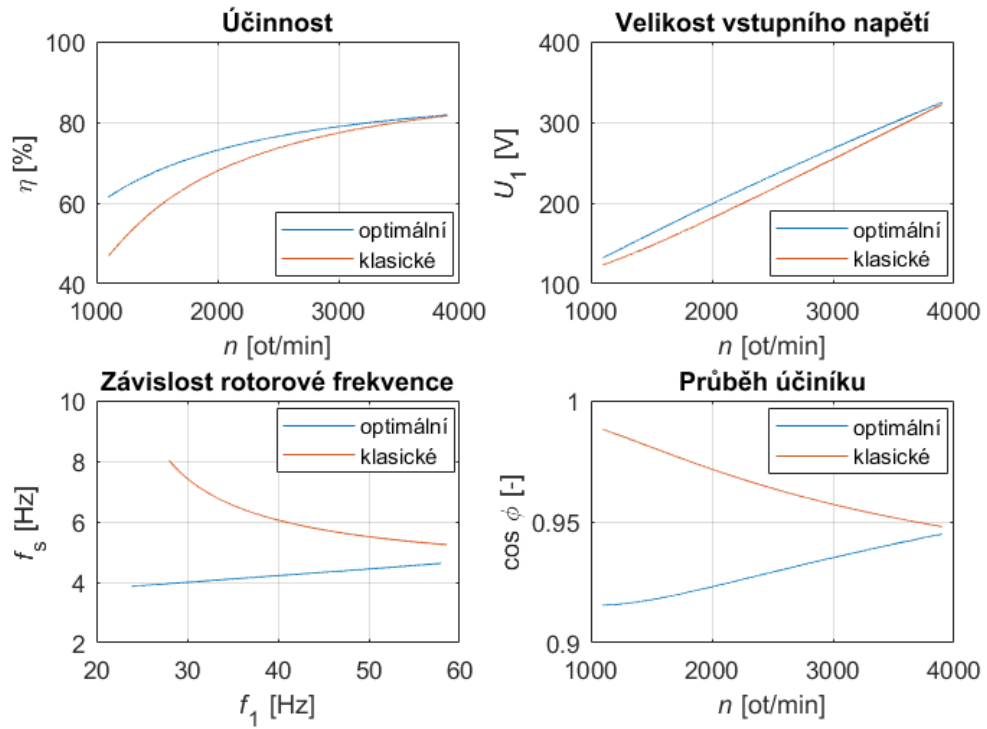 Účinnost
100
80
60
40
η [%]
1000 2000 3000 4000
n [ot/min]
optimální
klasické
Velikost vstupního napětí
400
300
200
100
U1 [V]
1000 2000 3000 4000
n [ot/min]
optimální
klasické
Závislost rotorové frekvence
10
8
6
4
2
fs [Hz]
20 30 40 50 60
f1 [Hz]
optimální
klasické
Průběh účiníku
1
0.95
0.9
cos ϕ [-]
1000 2000 3000 4000
n [ot/min]
optimální
klasické